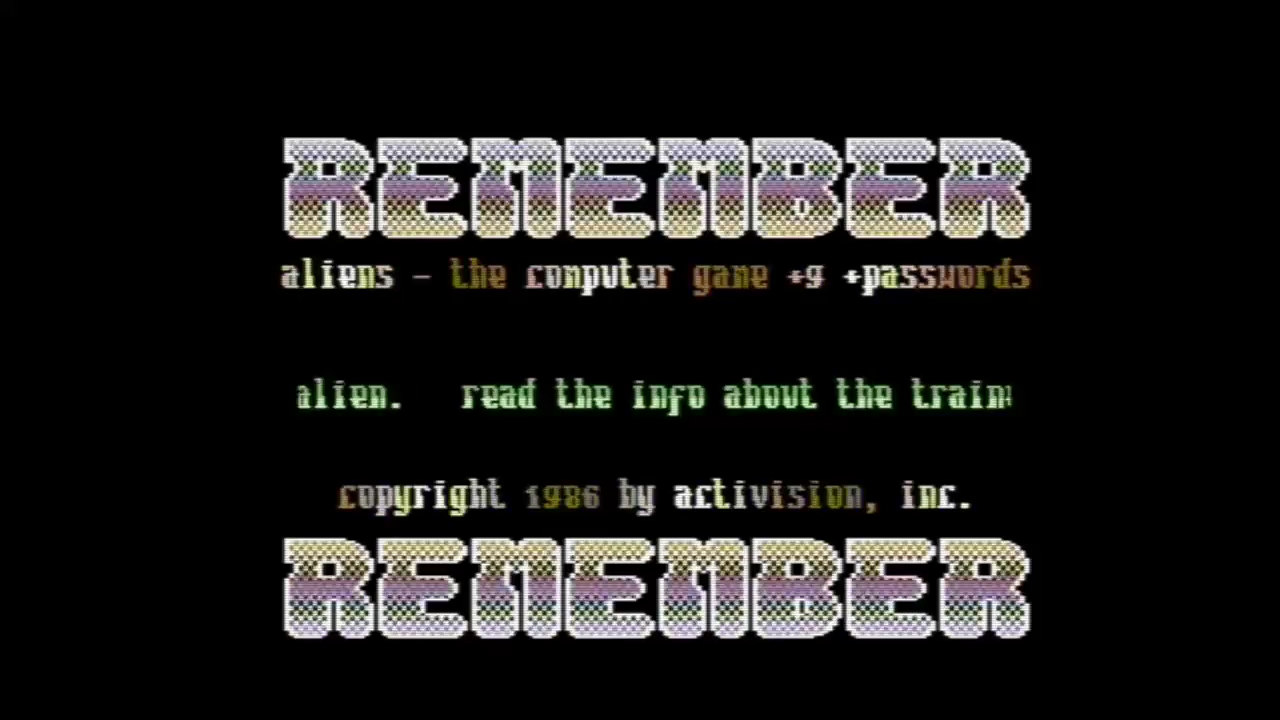 REMEMBER
aliens - the computer game +9 +passwords
alien. read the info about the train
copyright 1986 by activision, inc.
REMEMBER